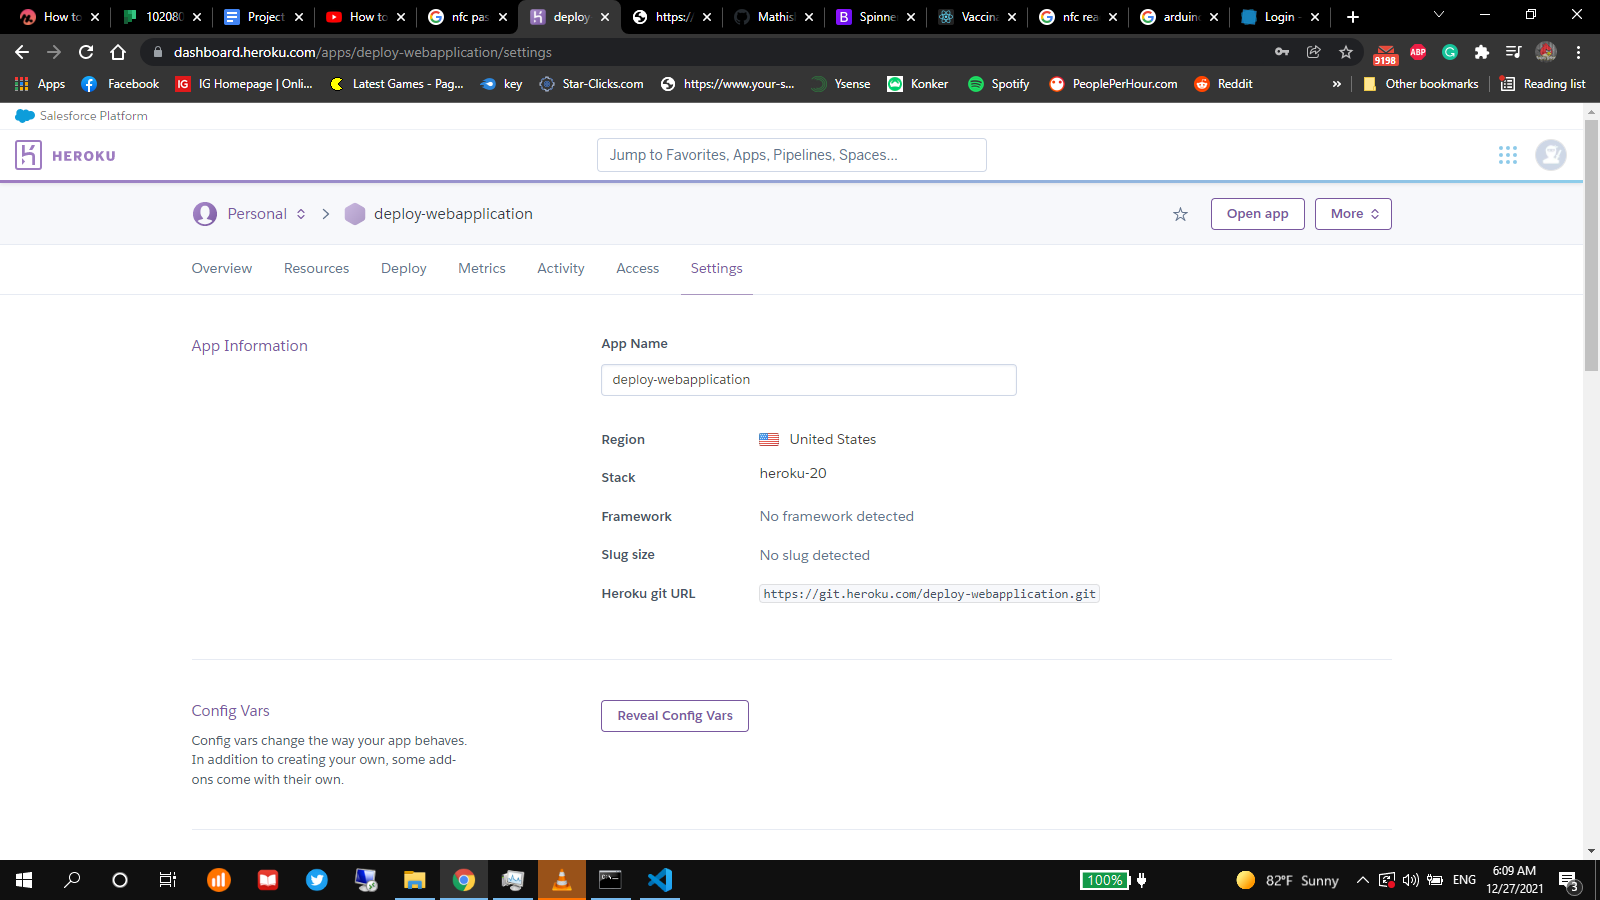 How to
102080
Project
How to
nfc pas
deploy
https:/
Mathis
Spinne
Vaccina
nfc rea
arduin
Login -
dashboard.heroku.com/apps/deploy-webapplication/settings
9198
ABP
Apps
Facebook
IG
IG Homepage | Onli...
Latest Games - Pag...
key
Star-Clicks.com
https://www.your-s...
Ysense
Konker
Spotify
PeoplePerHour.com
Reddit
»
Other bookmarks
Reading list
Salesforce Platform
HEROKU
Jump to Favorites, Apps, Pipelines, Spaces...
Personal
deploy-webapplication
Open app
More
Overview
Resources
Deploy
Metrics
Activity
Access
Settings
App Information
App Name
deploy-webapplication
Region
United States
Stack
heroku-20
Framework
No framework detected
Slug size
No slug detected
Heroku git URL
https://git.heroku.com/deploy-webapplication.git
Config Vars
Reveal Config Vars
Config vars change the way your app behaves.
In addition to creating your own, some add-
ons come with their own.
100%
82°F Sunny
ENG
6:09 AM
12/27/2021
3